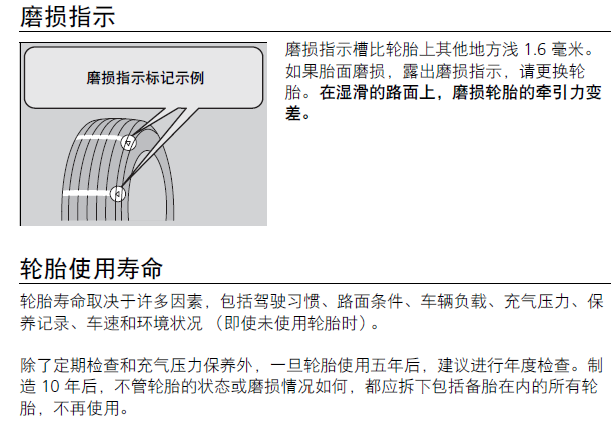 磨损指示
磨损指示标记示例
磨损指示槽比轮胎上其他地方浅 1.6 毫米。
如果胎面磨损，露出磨损指示，请更换轮
胎。在湿滑的路面上，磨损轮胎的牵引力变
差。
轮胎使用寿命
轮胎寿命取决于许多因素，包括驾驶习惯、路面条件、车辆负载、充气压力、保
养记录、车速和环境状况 （即使未使用轮胎时）。
除了定期检查和充气压力保养外，一旦轮胎使用五年后，建议进行年度检查。制
造 10 年后，不管轮胎的状态或磨损情况如何，都应拆下包括备胎在内的所有轮
胎，不再使用。